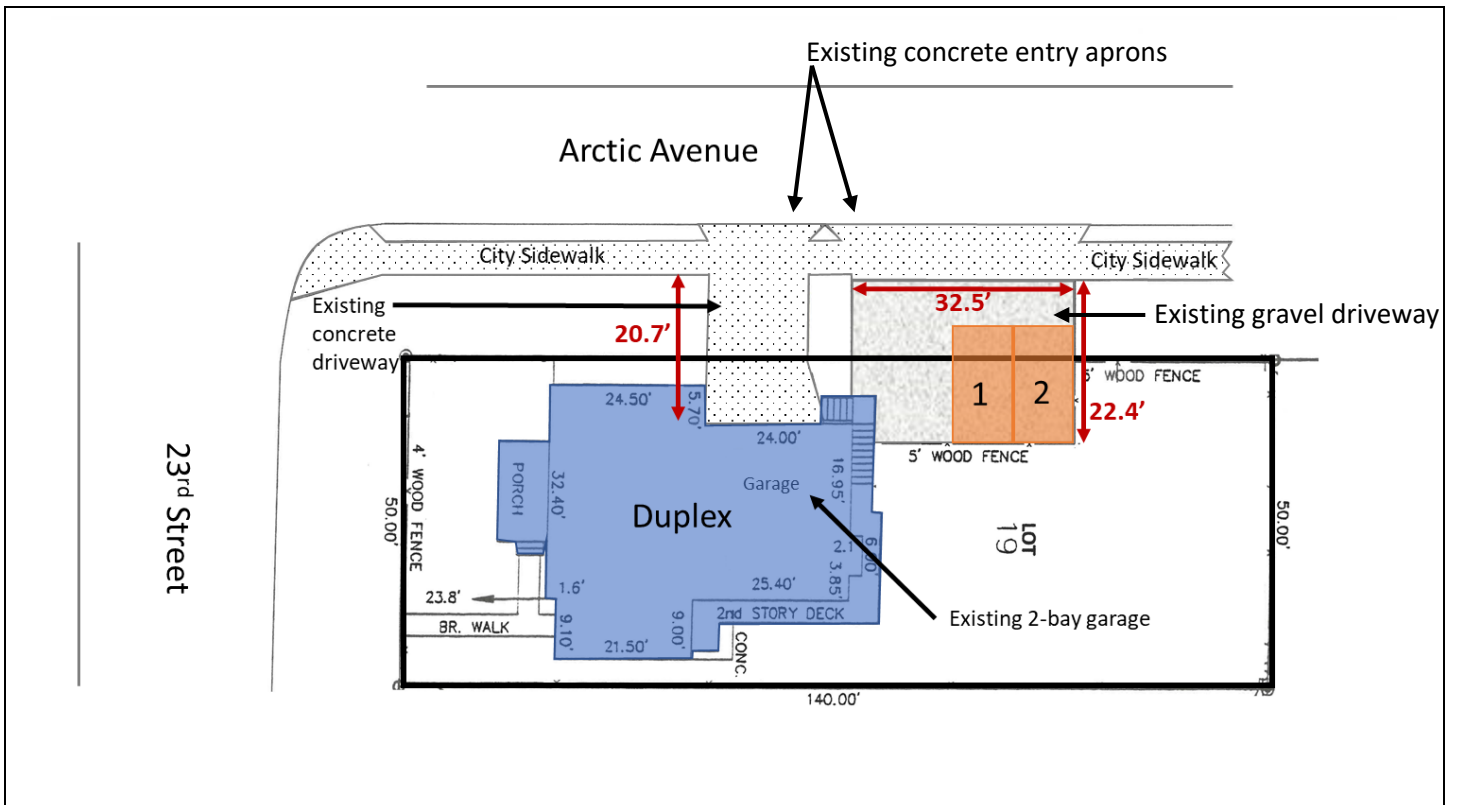 Existing concrete entry aprons
Arctic Avenue
City Sidewalk
City Sidewalk
Existing
concrete
driveway
20.7’
32.5’
Existing gravel driveway
5' WOOD FENCE
22.4’
1
2
24.50'
5.70'
24.00'
5' WOOD FENCE
4' WOOD FENCE
50.00'
PORCH
32.40'
Garage
16.95'
Duplex
LOT
19
50.00'
23rd Street
2.1
3.85'
25.40'
1.6'
23.8'
BR. WALK
9.10'
21.50'
9.00'
2nd STORY DECK
CONC.
Existing 2-bay garage
140.00'